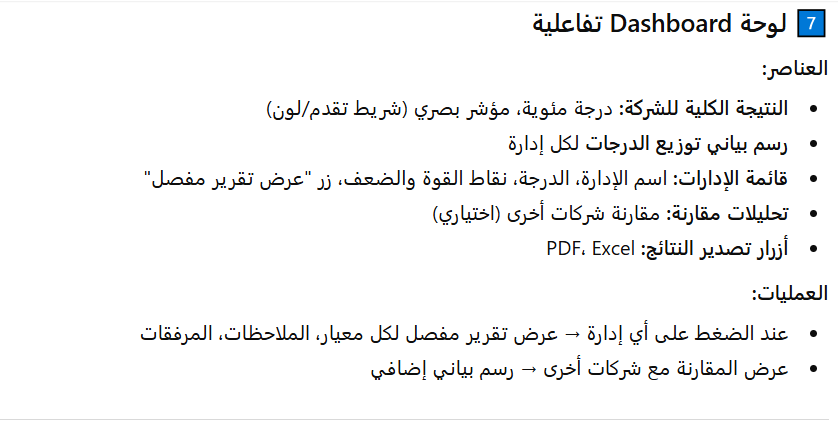 7 لوحة Dashboard تفاعلية
العناصر:
• النتيجة الكلية للشركة: درجة مئوية، مؤشر بصري (شريط تقدم/لون)
• رسم بياني توزيع الدرجات لكل إدارة
• قائمة الإدارات: اسم الإدارة، الدرجة، نقاط القوة والضعف، زر "عرض تقرير مفصل"
• تحليلات مقارنة: مقارنة شركات أخرى (اختياري)
• أزرار تصدير النتائج: PDF، Excel
العمليات:
• عند الضغط على أي إدارة → عرض تقرير مفصل لكل معيار، الملاحظات، المرفقات
• عرض المقارنة مع شركات أخرى → رسم بياني إضافي